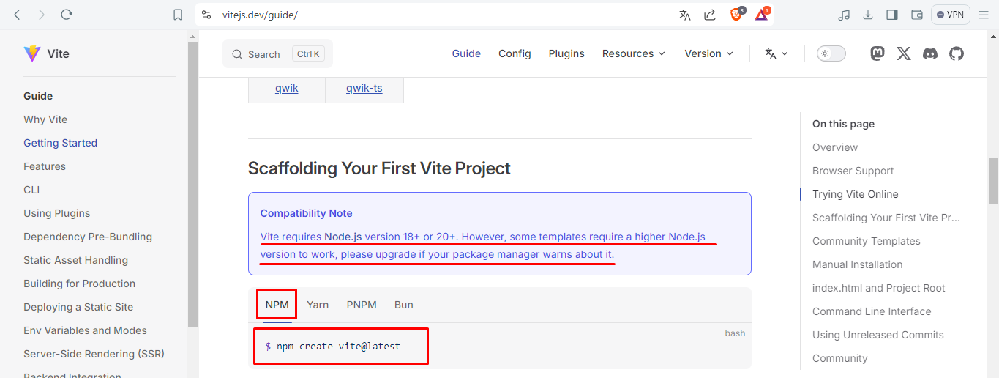 vitejs.dev/guide/
3
1
VPN
Vite
Search
Ctrl K
Guide
Config
Plugins
Resources
Version
Guide
Why Vite
Getting Started
Features
CLI
Using Plugins
Dependency Pre-Bundling
Static Asset Handling
Building for Production
Deploying a Static Site
Env Variables and Modes
Server-Side Rendering (SSR)
Backend Integration
qwik
qwik-ts
Scaffolding Your First Vite Project
Compatibility Note
Vite requires Node.js version 18+ or 20+. However, some templates require a higher Node.js
version to work, please upgrade if your package manager warns about it.
NPM
Yarn
PNPM
Bun
bash
$ npm create vite@latest
On this page
Overview
Browser Support
Trying Vite Online
Scaffolding Your First Vite Pr...
Community Templates
Manual Installation
index.html and Project Root
Command Line Interface
Using Unreleased Commits
Community